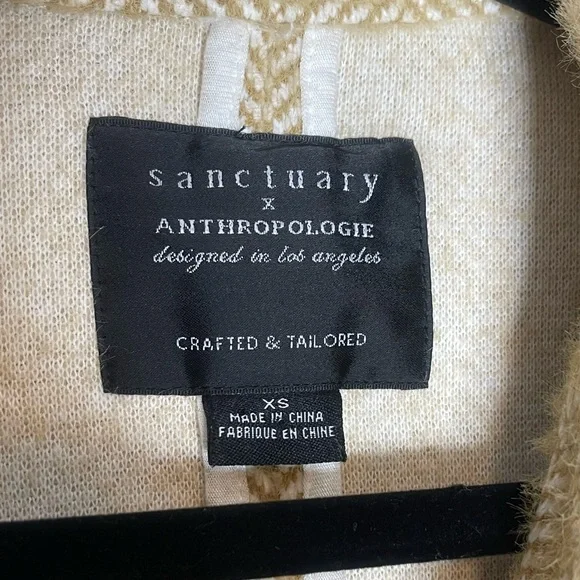 sanctuary
x
ANTHROPOLOGIE
designed in los angeles
CRAFTED & TAILORED
XS
MADE IN CHINA
FABRIQUE EN CHINE